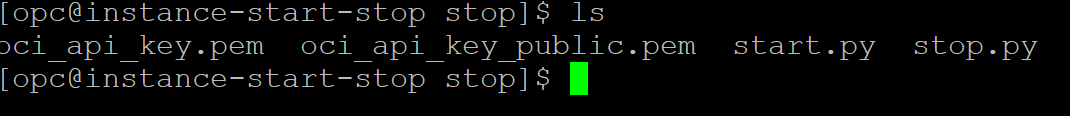 [opc@instance-start-stop stop]$ ls
oci_api_key.pem  oci_api_key_public.pem  start.py  stop.py
[opc@instance-start-stop stop]$